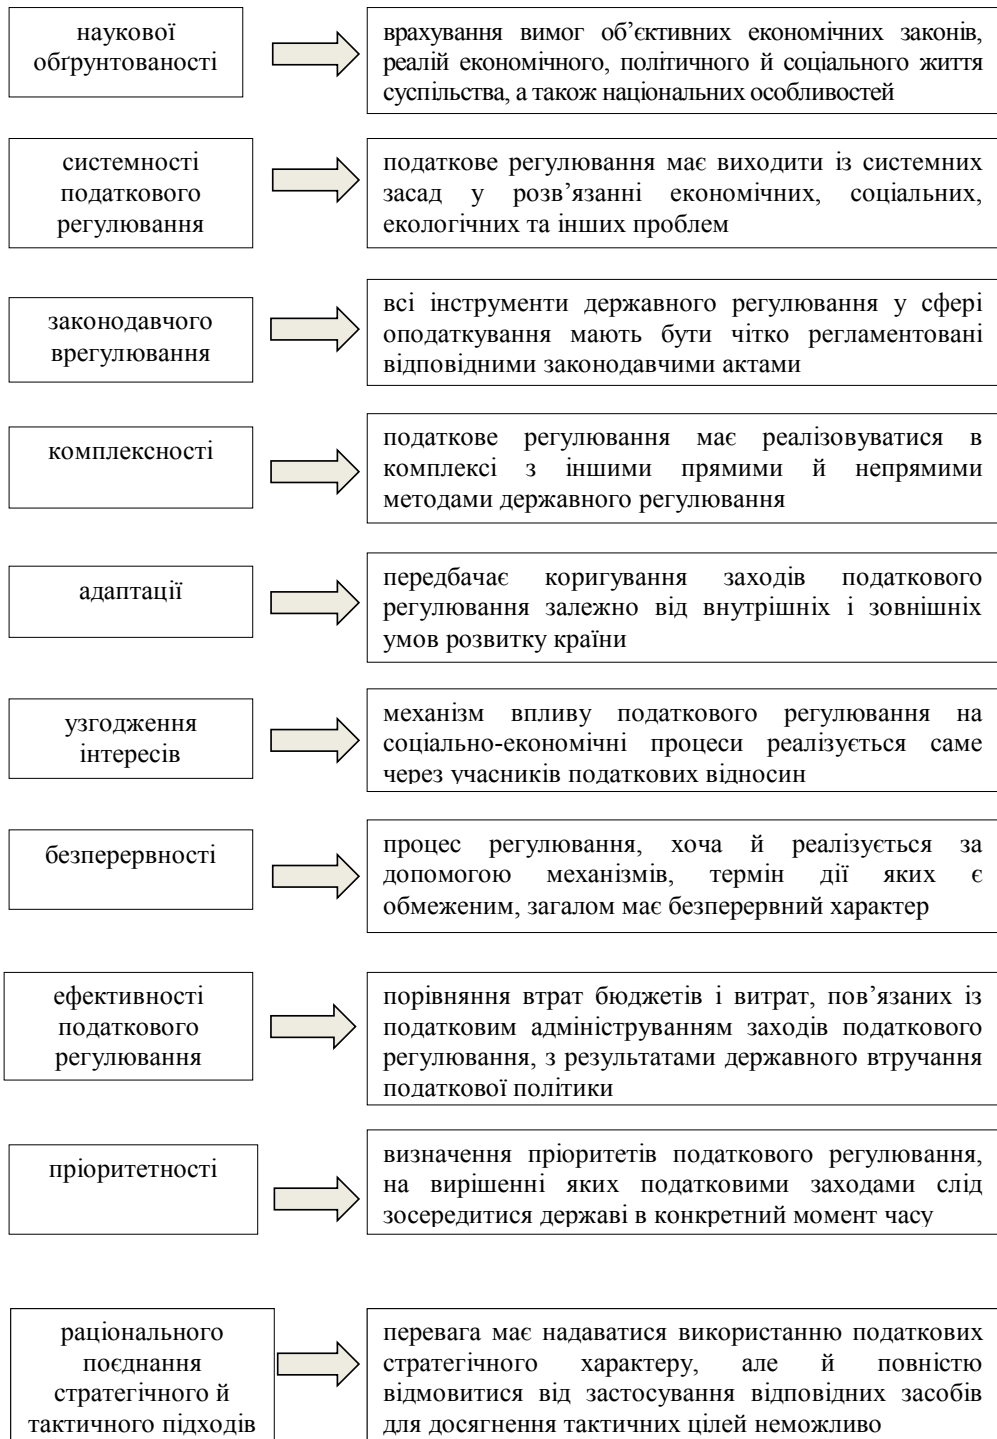 наукової
обґрунтованості
врахування вимог об’єктивних економічних законів,
реалій економічного, політичного й соціального життя
суспільства, а також національних особливостей
системності
податкового
регулювання
податкове регулювання має виходити із системних
засад у розв’язанні економічних, соціальних,
екологічних та інших проблем
законодавчого
врегулювання
всі інструменти державного регулювання у сфері
оподаткування мають бути чітко регламентовані
відповідними законодавчими актами
комплексності
податкове регулювання має реалізовуватися в
комплексі з іншими прямими й непрямими
методами державного регулювання
адаптації
передбачає коригування заходів податкового
регулювання залежно від внутрішніх і зовнішніх
умов розвитку країни
узгодження
інтересів
механізм впливу податкового регулювання на
соціально-економічні процеси реалізується саме
через учасників податкових відносин
безперервності
процес регулювання, хоча й реалізується за
допомогою механізмів, термін дії яких є
обмеженим, загалом має безперервний характер
ефективності
податкового
регулювання
порівняння втрат бюджетів і витрат, пов’язаних із
податковим адмініструванням заходів податкового
регулювання, з результатами державного втручання
податкової політики
пріоритетності
визначення пріоритетів податкового регулювання,
на вирішенні яких податковими заходами слід
зосередитися державі в конкретний момент часу
раціонального
поєднання
стратегічного й
тактичного підходів
перевага має надаватися використанню податкових
стратегічного характеру, але й повністю
відмовитися від застосування відповідних засобів
для досягнення тактичних цілей неможливо